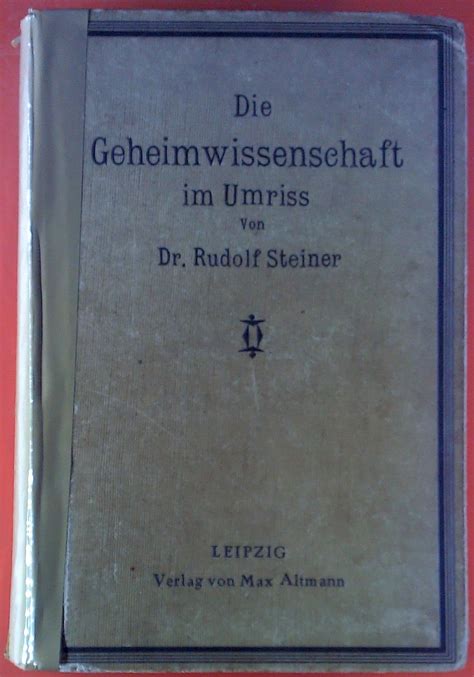 Die
Geheimwissenschaft
im Umriss
Von
Dr. Rudolf Steiner
LEIPZIG
Verlag von Max Altmann